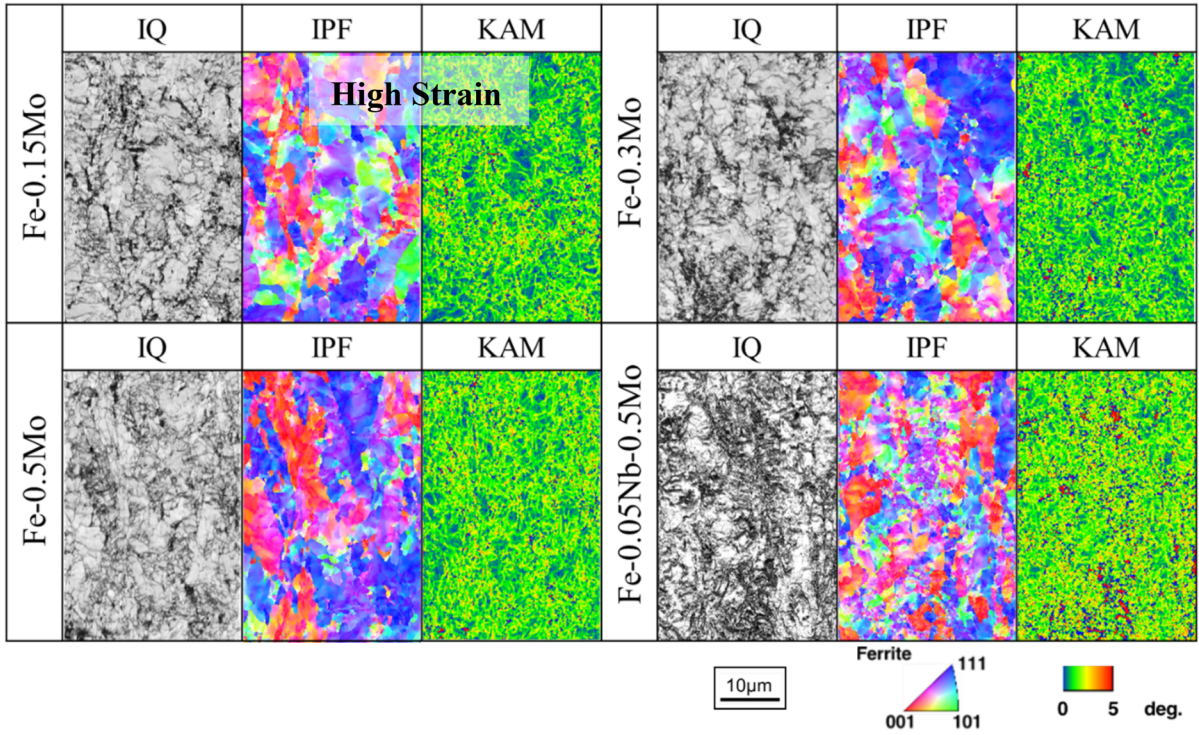 IQ IPF KAM IQ IPF KAM
Fe-0.15Mo
High Strain
Fe-0.3Mo
IQ IPF KAM IQ IPF KAM
Fe-0.5Mo
Fe-0.05Nb-0.5Mo
10μm
Ferrite
111
001 101
0 5 deg.